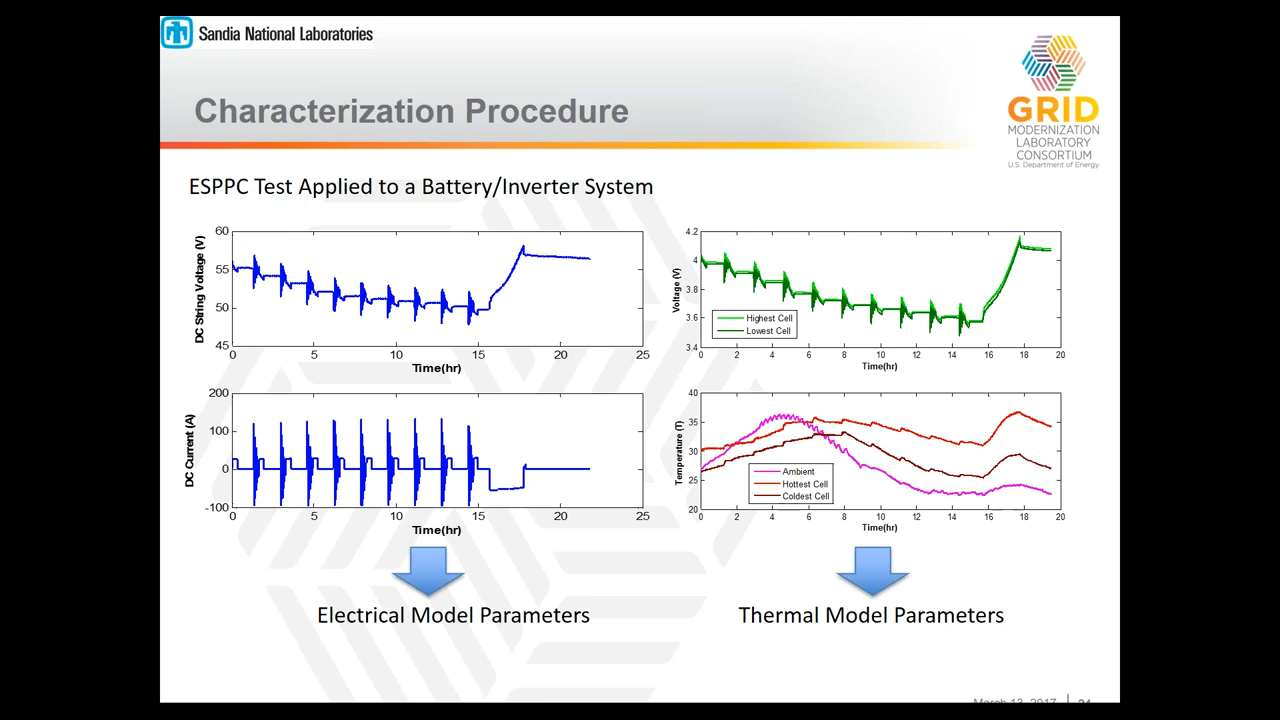 Sandia National Laboratories
Characterization Procedure
GRID
MODERNIZATION
LABORATORY
CONSORTIUM
U.S. Department of Energy
ESPPC Test Applied to a Battery/Inverter System
DC String Voltage (V)
60
55
50
45
0 5 10 15 20 25
Time(hr)
Voltage (V)
4.2
4
3.8
3.6
3.4
Highest Cell
Lowest Cell
0 2 4 6 8 10 12 14 16 18 20
Time(hr)
DC Current (A)
200
100
0
-100
0 5 10 15 20 25
Time(hr)
Temperature (T)
40
35
30
25
20
Ambient
Hottest Cell
Coldest Cell
0 2 4 6 8 10 12 14 16 18 20
Time(hr)
Electrical Model Parameters
Thermal Model Parameters
March 13, 2017